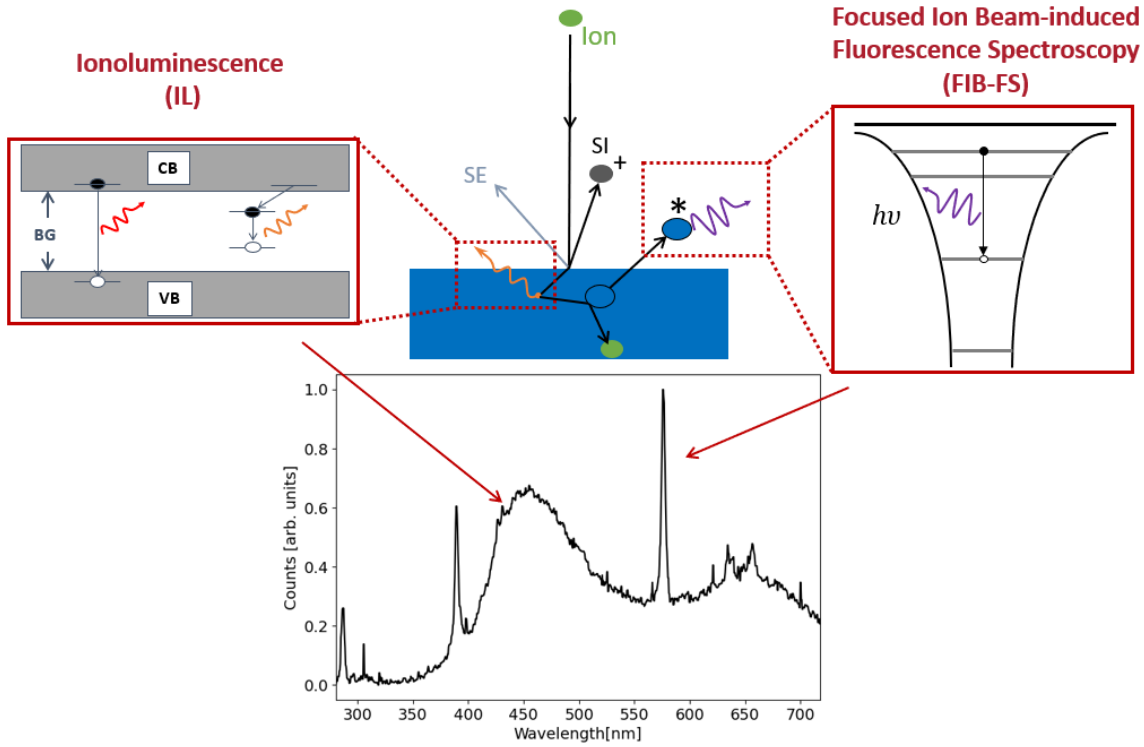 Ionoluminescence
(IL)
Focused Ion Beam-induced
Fluorescence Spectroscopy
(FIB-FS)
Ion
SI
+
SE
*
CB
BG
VB
hυ
Counts [arb. units]
1.0
0.8
0.6
0.4
0.2
0.0
300 350 400 450 500 550 600 650 700
Wavelength[nm]